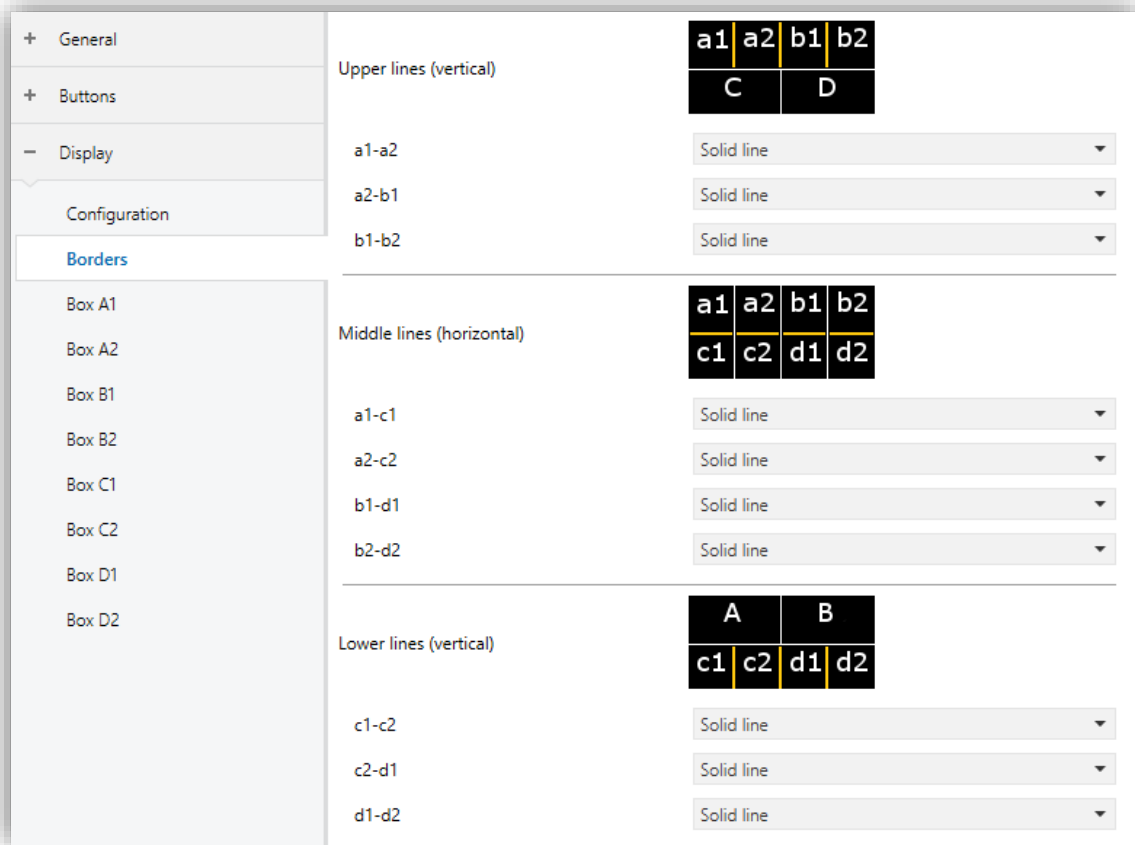 + General
+ Buttons
− Display
Configuration
Borders
Box A1
Box A2
Box B1
Box B2
Box C1
Box C2
Box D1
Box D2
Upper lines (vertical)
a1 a2 b1 b2
C D
a1-a2 Solid line
a2-b1 Solid line
b1-b2 Solid line
Middle lines (horizontal)
a1 a2 b1 b2
c1 c2 d1 d2
a1-c1 Solid line
a2-c2 Solid line
b1-d1 Solid line
b2-d2 Solid line
Lower lines (vertical)
A B
c1 c2 d1 d2
c1-c2 Solid line
c2-d1 Solid line
d1-d2 Solid line